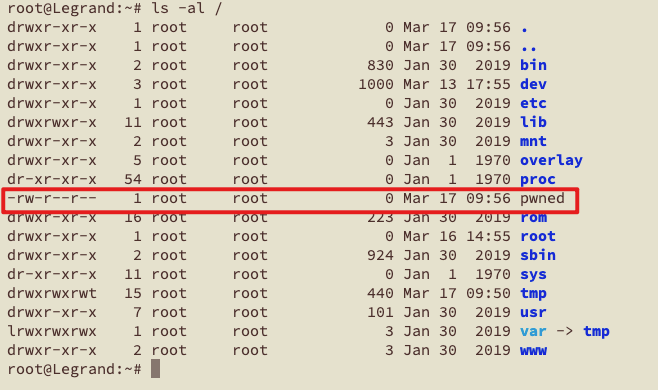 root@Legrand:~# ls -al /
drwxr-xr-x    1 root     root             0 Mar 17 09:56 .
drwxr-xr-x    1 root     root             0 Mar 17 09:56 ..
drwxr-xr-x    2 root     root           830 Jan 30  2019 bin
drwxr-xr-x    3 root     root          1000 Mar 13 17:55 dev
drwxr-xr-x    1 root     root             0 Jan 30  2019 etc
drwxrwxr-x   11 root     root           443 Jan 30  2019 lib
drwxr-xr-x    2 root     root             3 Jan 30  2019 mnt
drwxr-xr-x    5 root     root             0 Jan  1  1970 overlay
dr-xr-xr-x   54 root     root             0 Jan  1  1970 proc
-rw-r--r--    1 root     root             0 Mar 17 09:56 pwned
drwxr-xr-x   16 root     root           223 Jan 30  2019 rom
drwxr-xr-x    1 root     root             0 Mar 16 14:55 root
drwxr-xr-x    2 root     root           924 Jan 30  2019 sbin
dr-xr-xr-x   11 root     root             0 Jan  1  1970 sys
drwxrwxrwt   15 root     root           440 Mar 17 09:50 tmp
drwxr-xr-x    7 root     root           101 Jan 30  2019 usr
lrwxrwxrwx    1 root     root             3 Jan 30  2019 var -> tmp
drwxr-xr-x    2 root     root             3 Jan 30  2019 www
root@Legrand:~#